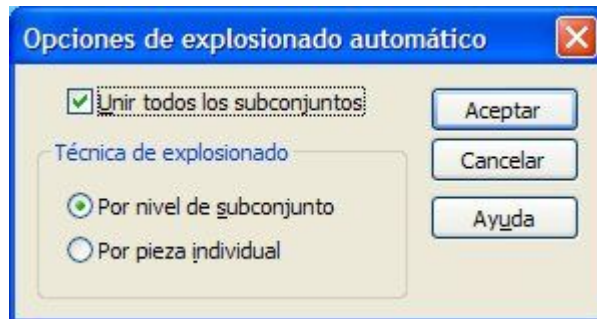 Opciones de explosionado automático
Unir todos los subconjuntos
Aceptar
Técnica de explosionado
Cancelar
Por nivel de subconjunto
Ayuda
Por pieza individual